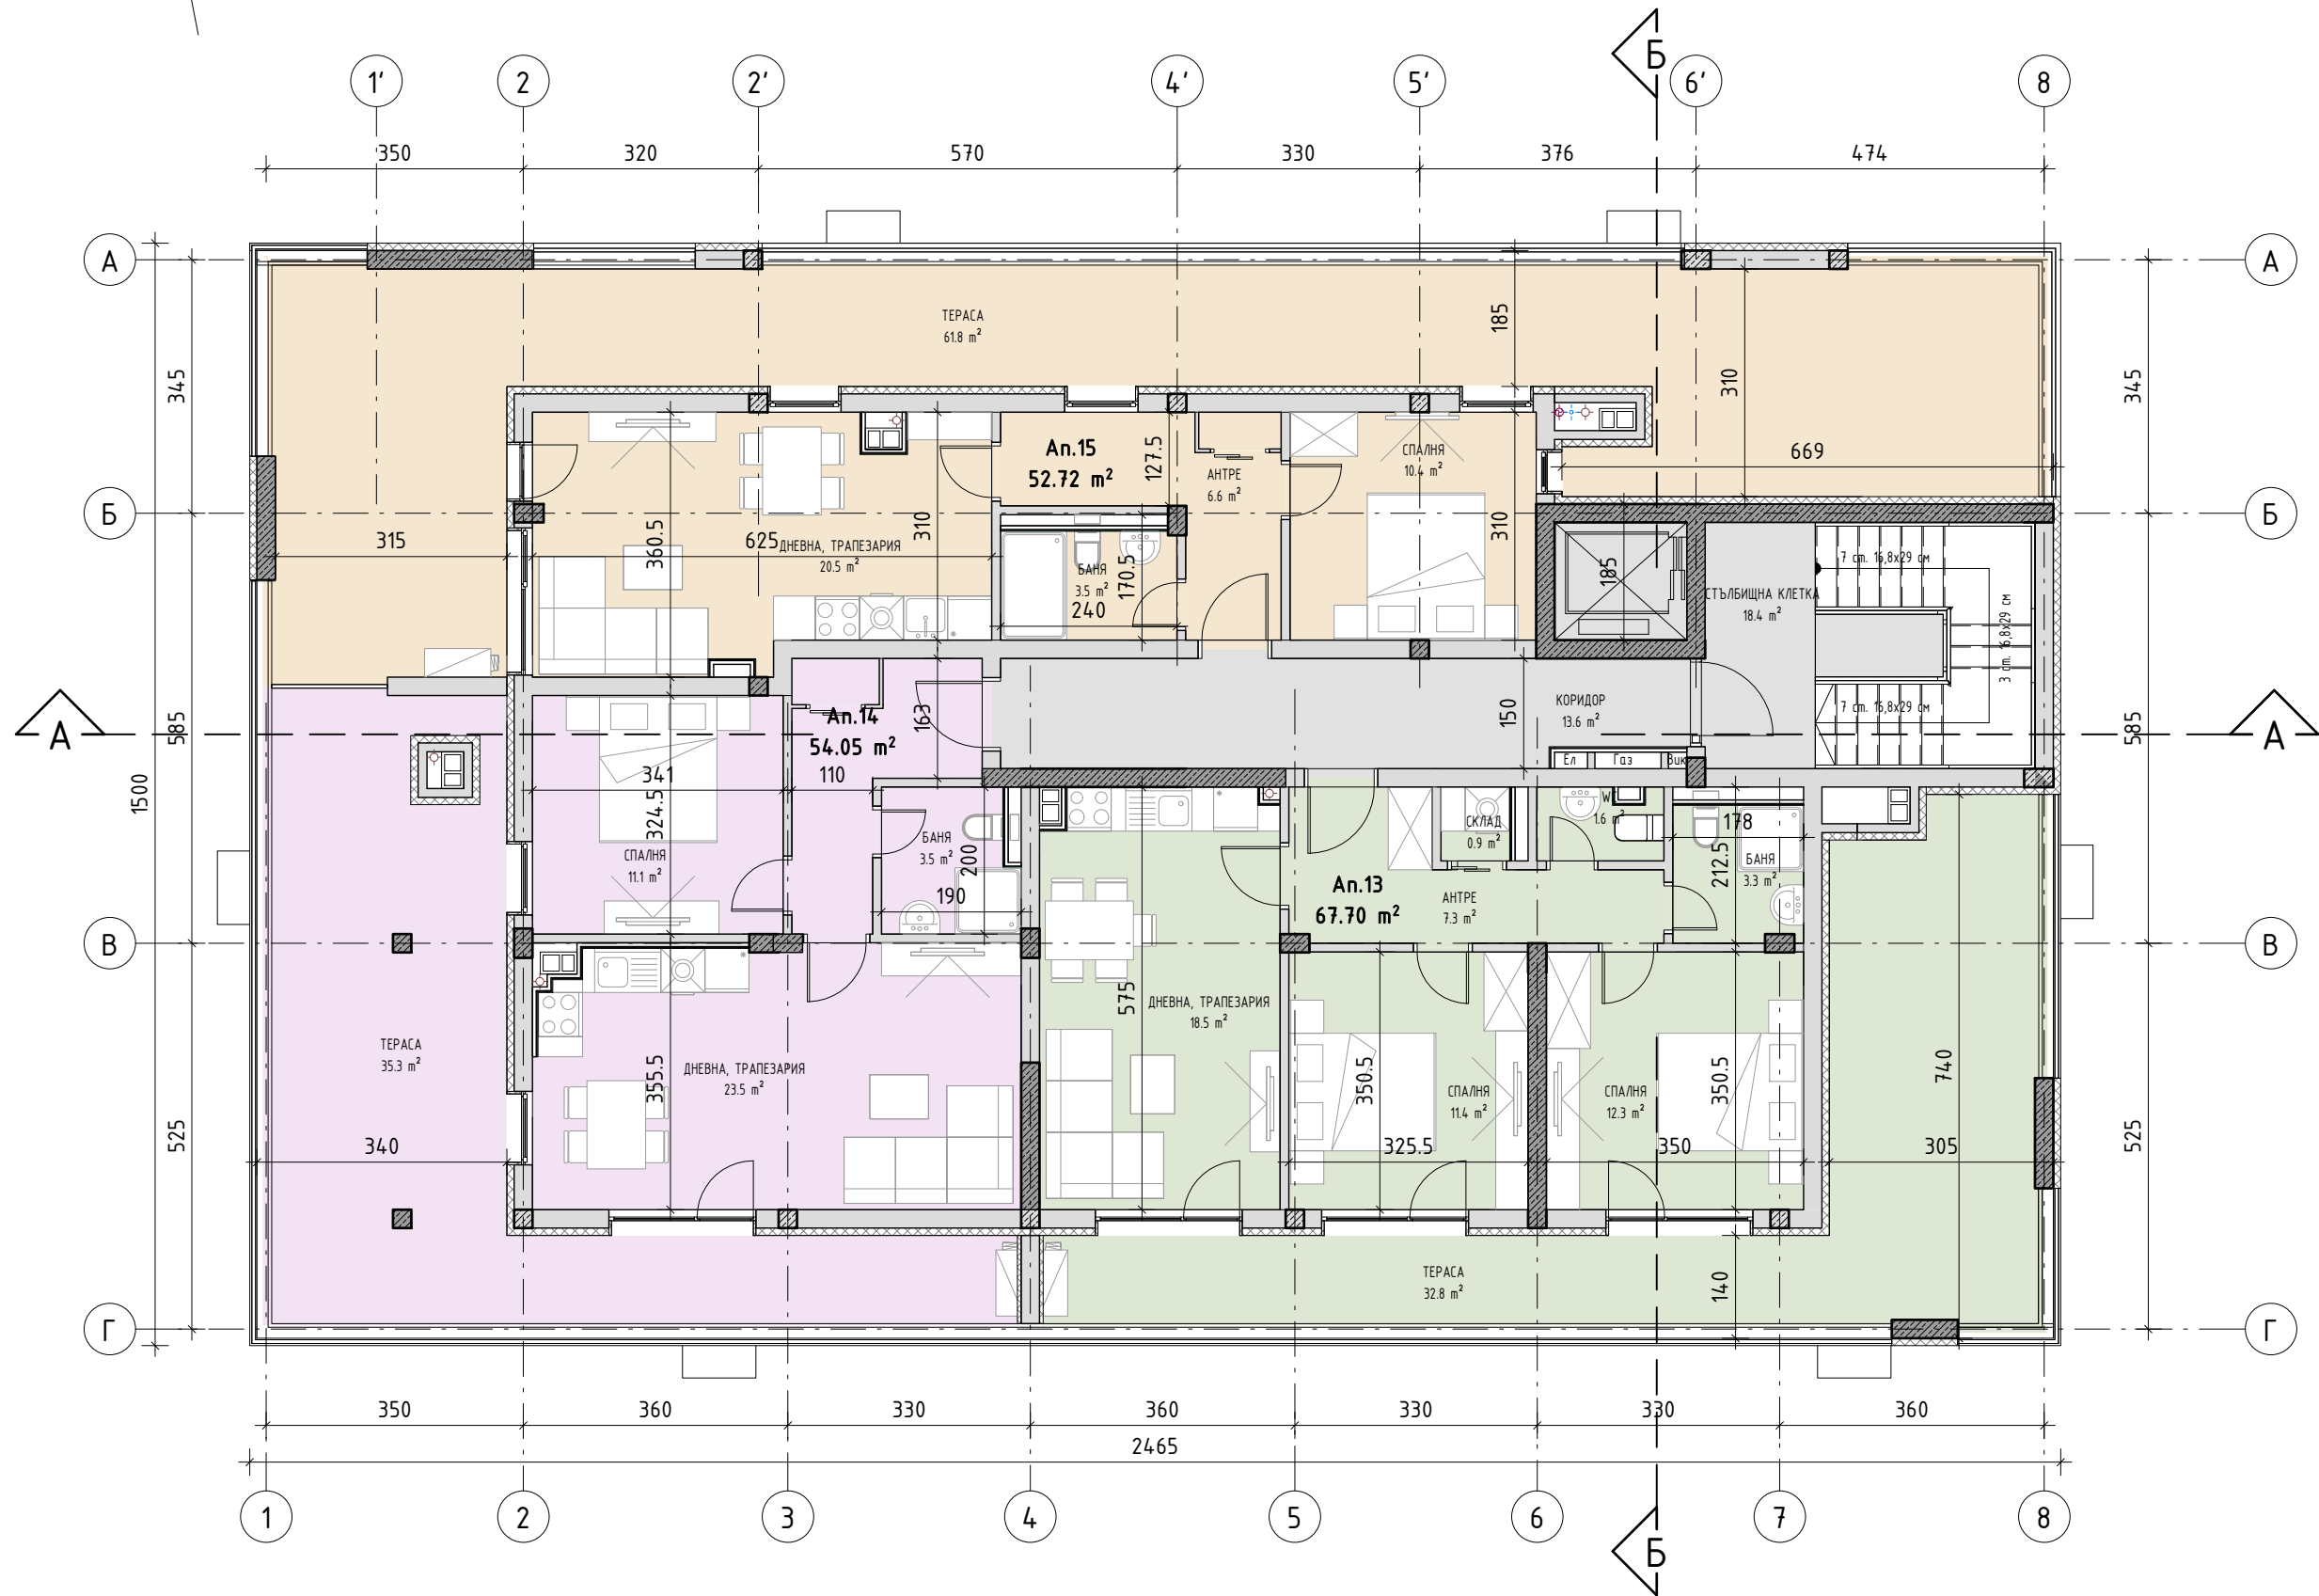 Б
1' 2 2' 4' 5' 6' 8
350 320 570 330 376 474
А А
ТЕРАСА
61.8 m²
185
310
345 345
Ап.15
52.72 m²
127.5
АНТРЕ
6.6 m²
СПАЛНЯ
10.4 m²
669
Б Б
315
360.5
625
ДНЕВНА, ТРАПЕЗАРИЯ
20.5 m²
310
БАНЯ
3.5 m²
170.5
240
310
185
7 ст. 16,8x29 см
СТЪЛБИЩНА КЛЕТКА
18.4 m²
3 ст. 16,8x29 см
7 ст. 16,8x29 см
КОРИДОР
13.6 m²
150
Ел Газ Вик
А А
585 585
1500
Ап.14
54.05 m²
163
110
341
324.5
СПАЛНЯ
11.1 m²
БАНЯ
3.5 m²
200
190
СКЛАД
0.9 m²
1.6 m²
178
212.5
БАНЯ
3.3 m²
Ап.13
67.70 m²
АНТРЕ
7.3 m²
В В
ТЕРАСА
35.3 m²
355.5
ДНЕВНА, ТРАПЕЗАРИЯ
23.5 m²
575
ДНЕВНА, ТРАПЕЗАРИЯ
18.5 m²
350.5
СПАЛНЯ
11.4 m²
325.5
СПАЛНЯ
12.3 m²
350.5
350
740
305
340
525 525
ТЕРАСА
32.8 m²
140
Г Г
350 360 330 360 330 330 360
2465
1 2 3 4 5 6 7 8
Б